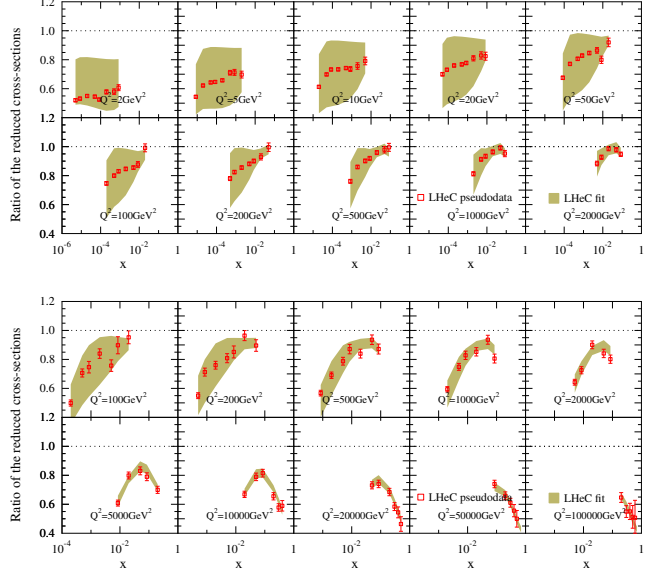 Ratio of the reduced cross-sections
1.2
1.0
0.8
0.6
0.4
1.2
1.0
0.8
0.6
0.4
Q²=2GeV²
Q²=5GeV²
Q²=10GeV²
Q²=20GeV²
Q²=50GeV²
Q²=100GeV²
Q²=200GeV²
Q²=500GeV²
LHeC pseudodata
Q²=1000GeV²
LHeC fit
Q²=2000GeV²
10⁻⁶ 10⁻⁴ 10⁻² 1 10⁻⁴ 10⁻² 1 10⁻⁴ 10⁻² 1 10⁻⁴ 10⁻² 1 10⁻⁴ 10⁻² 1
x x x x x
Ratio of the reduced cross-sections
1.2
1.0
0.8
0.6
1.2
1.0
0.8
0.6
0.4
Q²=100GeV²
Q²=200GeV²
Q²=500GeV²
Q²=1000GeV²
Q²=2000GeV²
Q²=5000GeV²
Q²=10000GeV²
Q²=20000GeV²
LHeC pseudodata
Q²=50000GeV²
LHeC fit
Q²=100000GeV²
10⁻⁴ 10⁻² 1 10⁻² 1 10⁻² 1 10⁻² 1 10⁻² 1
x x x x x